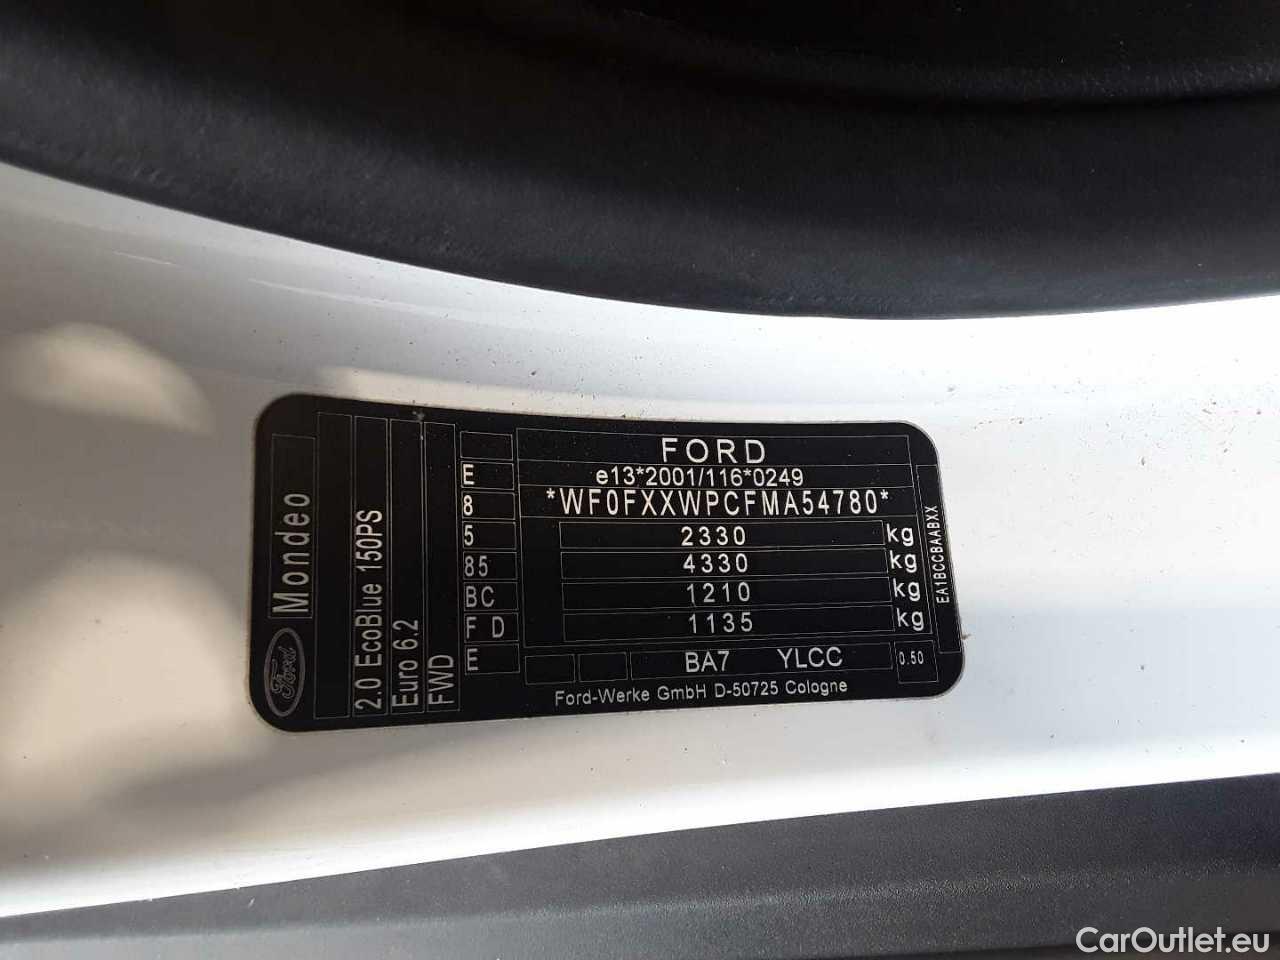 Ford
Mondeo
2.0 EcoBlue 150PS
Euro 6.2
FWD
E
8
5
85
BC
F D
E
FORD
e13*2001/116*0249
*WF0FXXWPCFMA54780*
2330 kg
4330 kg
1210 kg
1135 kg
BA7 YLCC 0.50
Ford-Werke GmbH D-50725 Cologne
EA1BCCBAABXX
CarOutlet.eu